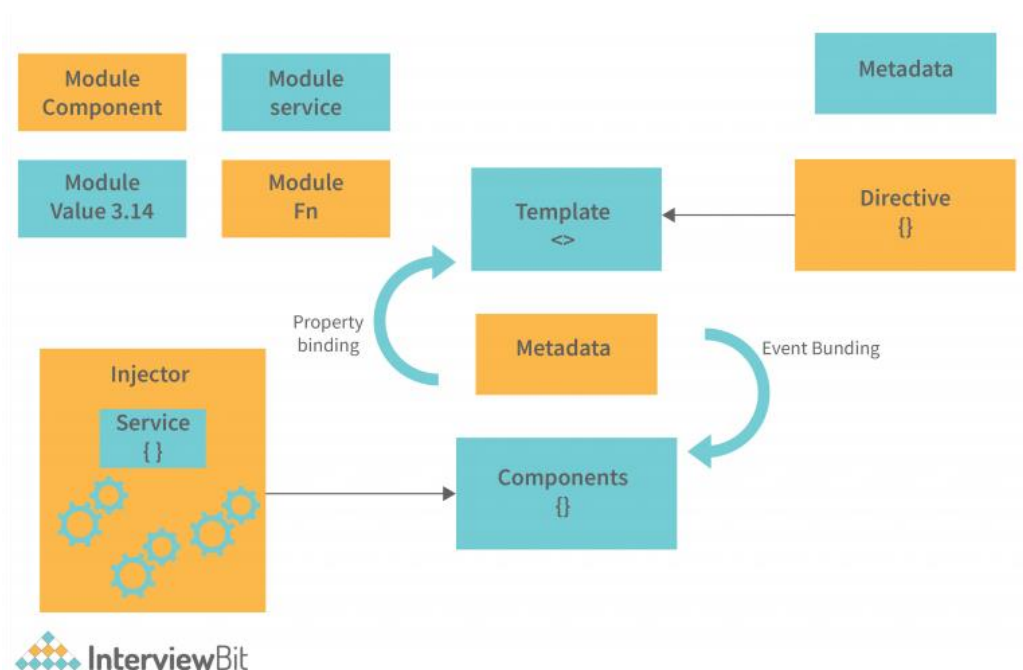 Module
Component
Module
service
Metadata
Module
Value 3.14
Module
Fn
Template
<>
Directive
{}
Property
binding
Metadata
Event Bunding
Injector
Service
{ }
Components
{}
InterviewBit